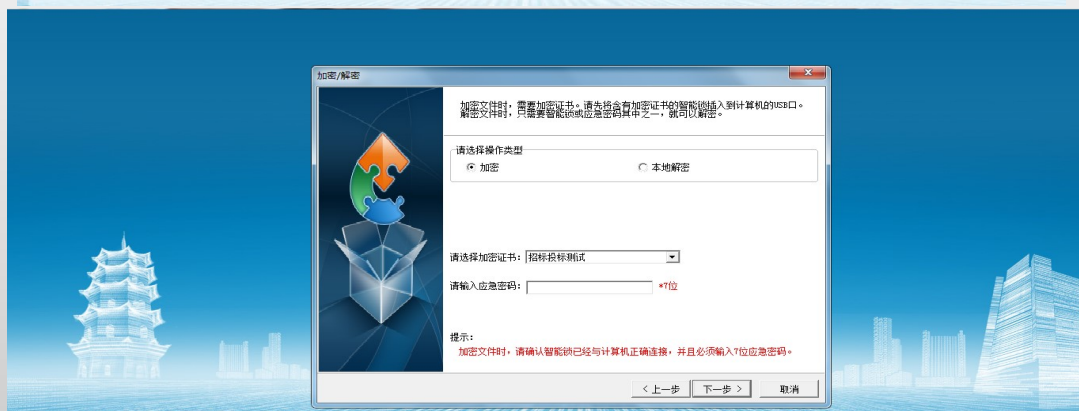 加密/解密
加密文件时，需要加密证书。请先将含有加密证书的智能锁插入到计算机的USB口。
解密文件时，只需要智能锁或应急密码其中之一，就可以解密。
请选择操作类型
加密 本地解密
请选择加密证书： 招标投标测试
请输入应急密码： *7位
提示：
加密文件时，请确认智能锁已经与计算机正确连接，并且必须输入7位应急密码。
< 上一步 下一步 > 取消